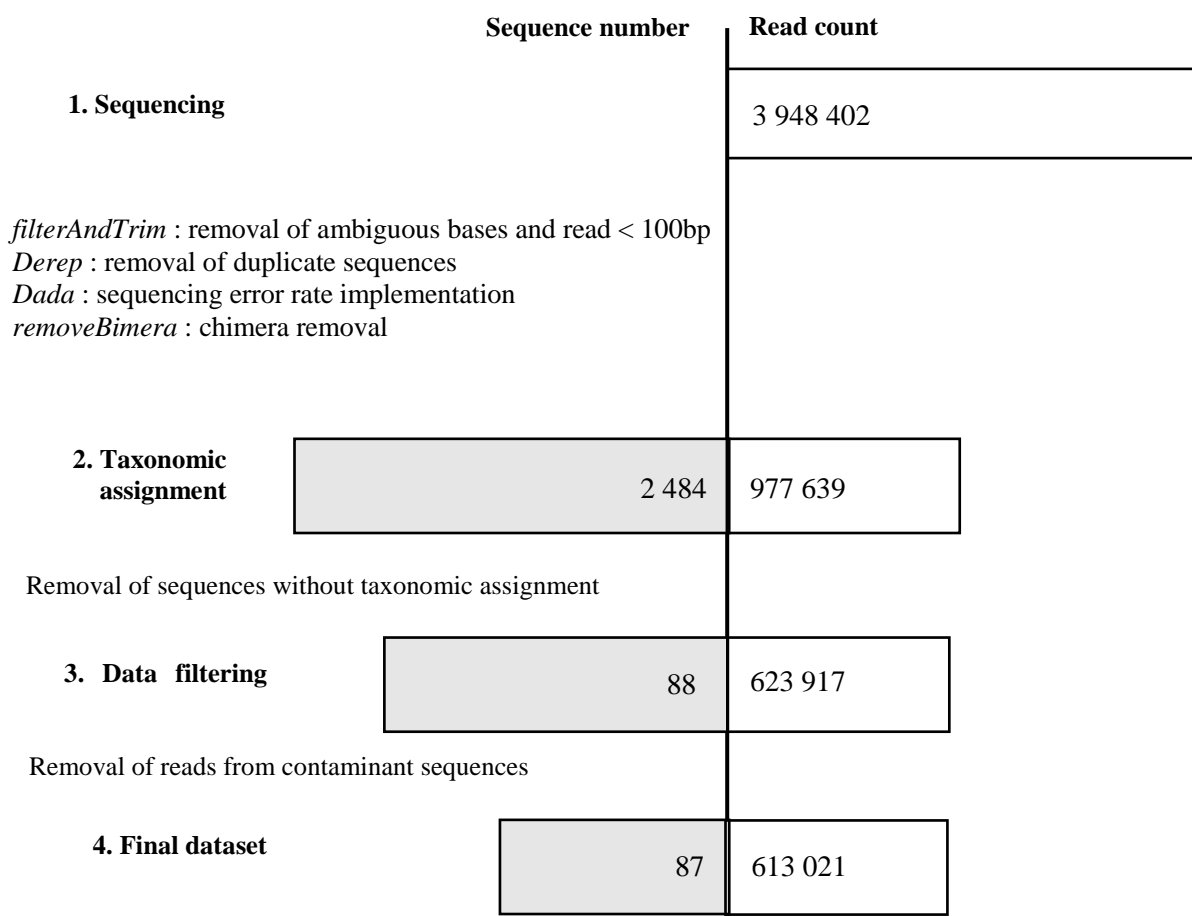 Sequence number Read count
1. Sequencing
3 948 402
filterAndTrim : removal of ambiguous bases and read < 100bp
Derep : removal of duplicate sequences
Dada : sequencing error rate implementation
removeBimera : chimera removal
2. Taxonomic
assignment
2 484 977 639
Removal of sequences without taxonomic assignment
3. Data filtering
88 623 917
Removal of reads from contaminant sequences
4. Final dataset
87 613 021